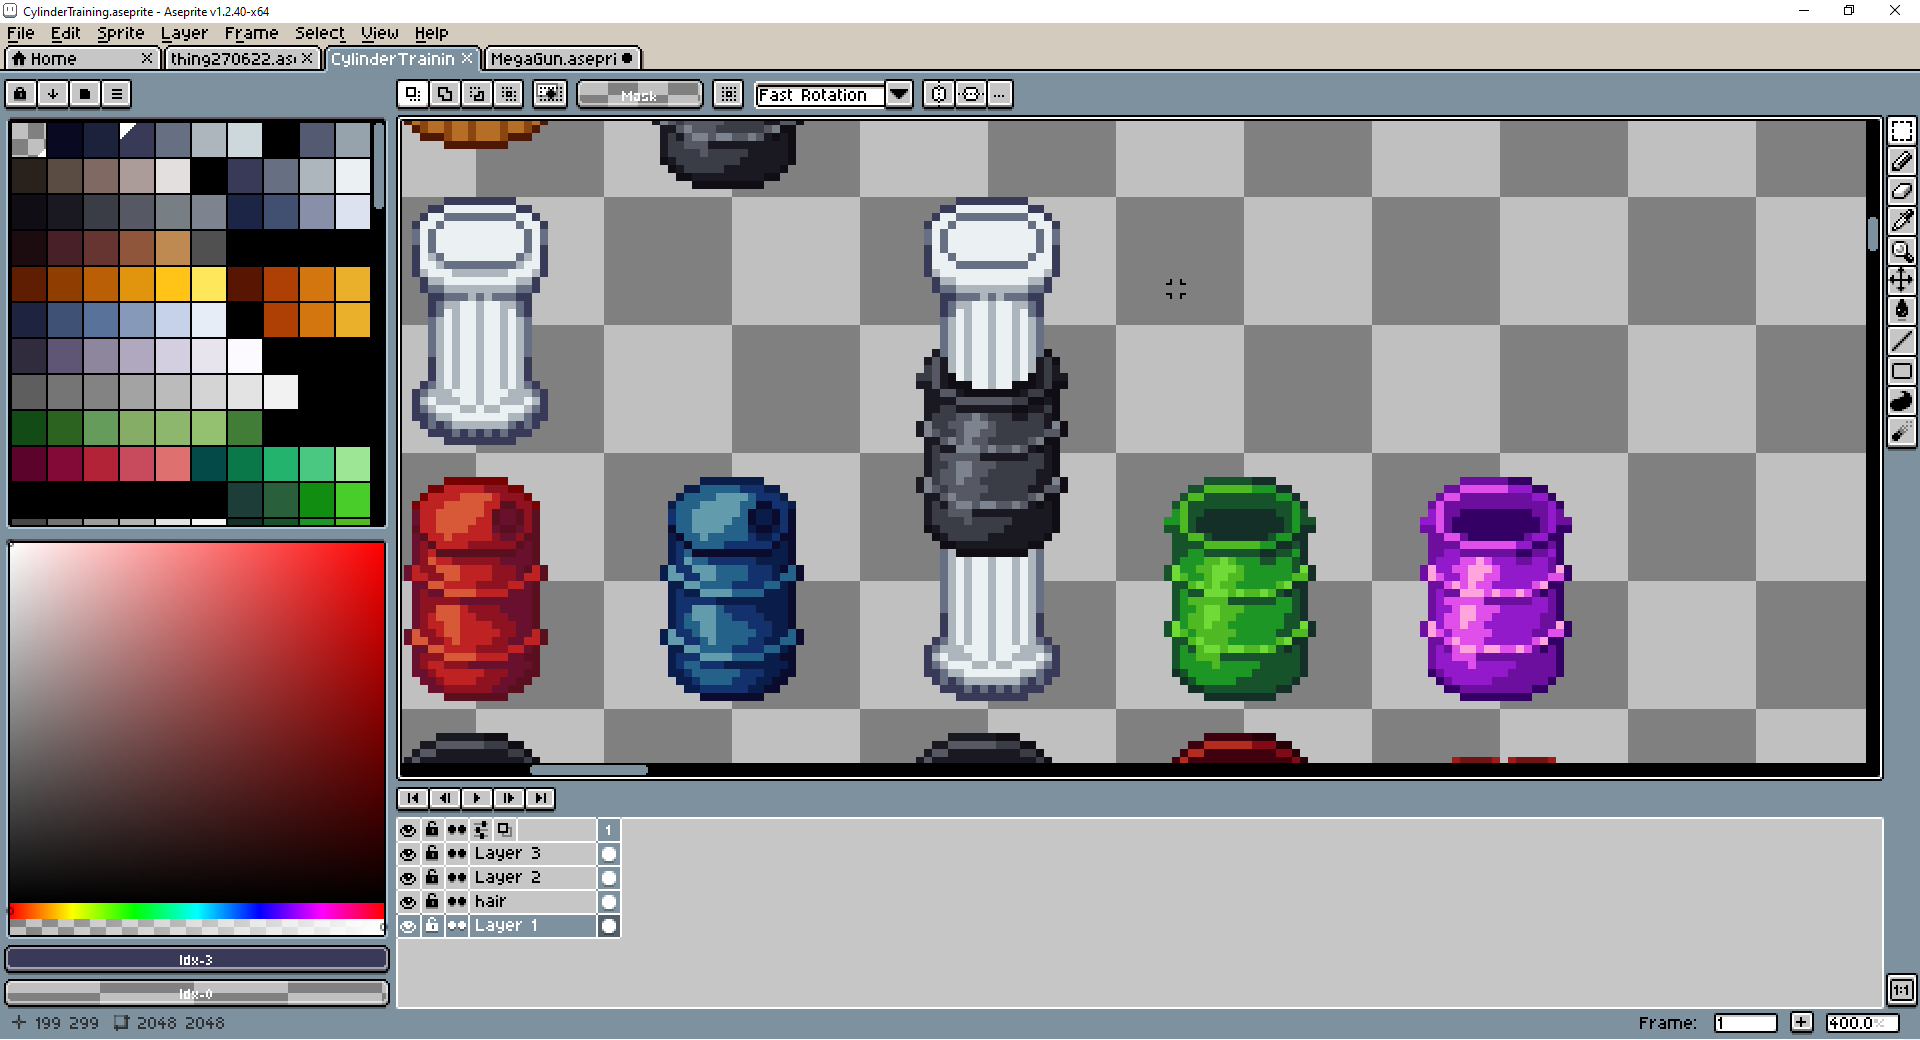 CylinderTraining.aseprite - Aseprite v1.2.40-x64
File Edit Sprite Layer Frame Select View Help
Home thing270622.as CylinderTrainin MegaGun.asepri
Mask
Fast Rotation
1
Layer 3
Layer 2
hair
Layer 1
Idx-3
Idx-0
1:1
199 299 2048 2048
Frame: 1 400.0%